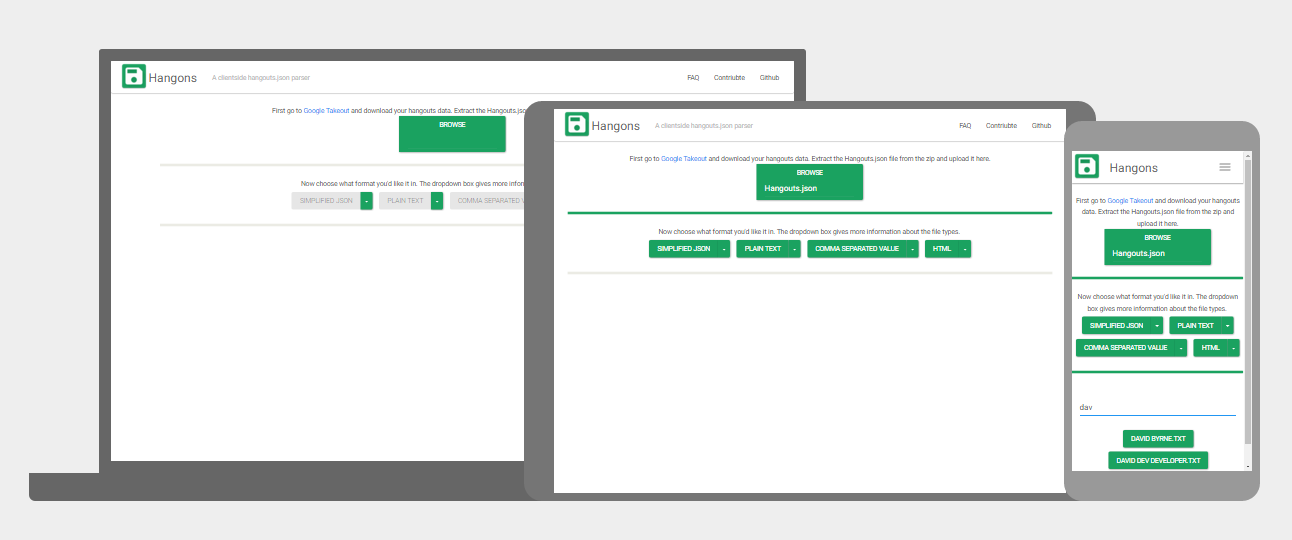 Hangons A clientside hangouts.json parser FAQ Contriubte Github
First go to Google Takeout and download your hangouts data. Extract the Hangouts.jso
BROWSE
Now choose what format you'd like it in. The dropdown box gives more inforr
SIMPLIFIED JSON PLAIN TEXT COMMA SEPARATED V
Hangons A clientside hangouts.json parser FAQ Contriubte Github
First go to Google Takeout and download your hangouts data. Extract the Hangouts.json file from the zip and upload it here.
BROWSE
Hangouts.json
Now choose what format you'd like it in. The dropdown box gives more information about the file types.
SIMPLIFIED JSON PLAIN TEXT COMMA SEPARATED VALUE HTML
Hangons
First go to Google Takeout and download your hangouts
data. Extract the Hangouts.json file from the zip and
upload it here.
BROWSE
Hangouts.json
Now choose what format you'd like it in. The dropdown
box gives more information about the file types.
SIMPLIFIED JSON PLAIN TEXT
COMMA SEPARATED VALUE HTML
dav
DAVID BYRNE.TXT
DAVID DEV DEVELOPER.TXT